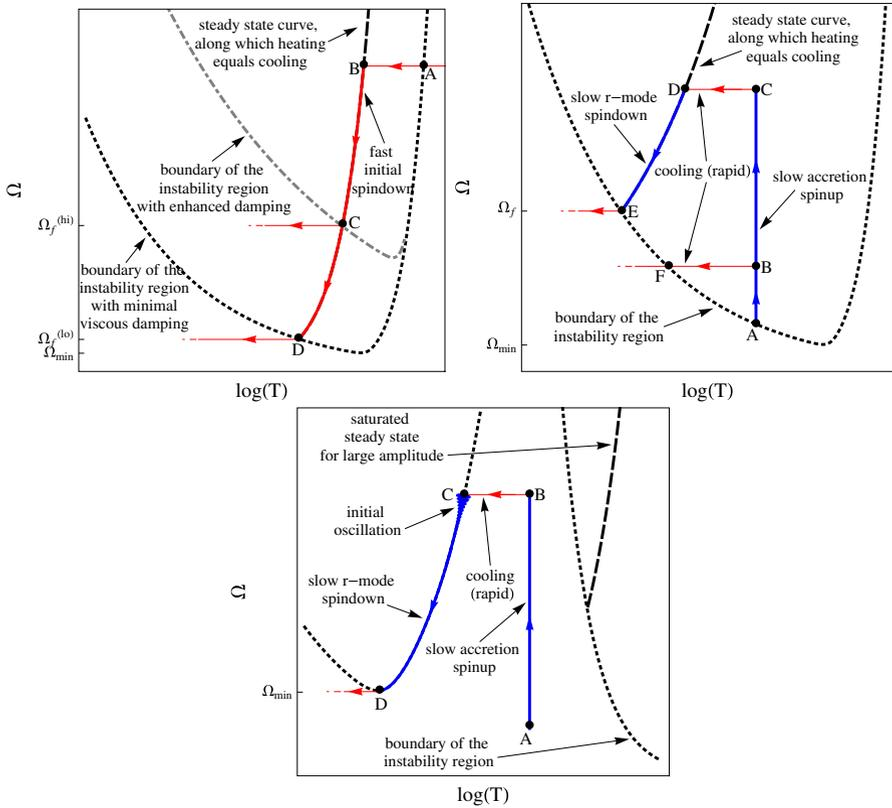 steady state curve,
along which heating
equals cooling
B
A
fast
initial
spindown
boundary of the
instability region
with enhanced damping
Ω
Ωf(hi)
C
boundary of the
instability region
with minimal
viscous damping
Ωf(lo)
Ωmin
D
log(T)
steady state curve,
along which heating
equals cooling
D
C
slow r−mode
spindown
cooling (rapid)
slow accretion
spinup
Ω
Ωf
E
B
F
boundary of the
instability region
A
Ωmin
log(T)
saturated
steady state
for large amplitude
C
B
initial
oscillation
cooling
(rapid)
slow r−mode
spindown
Ω
slow accretion
spinup
Ωmin
D
A
boundary of the
instability region
log(T)